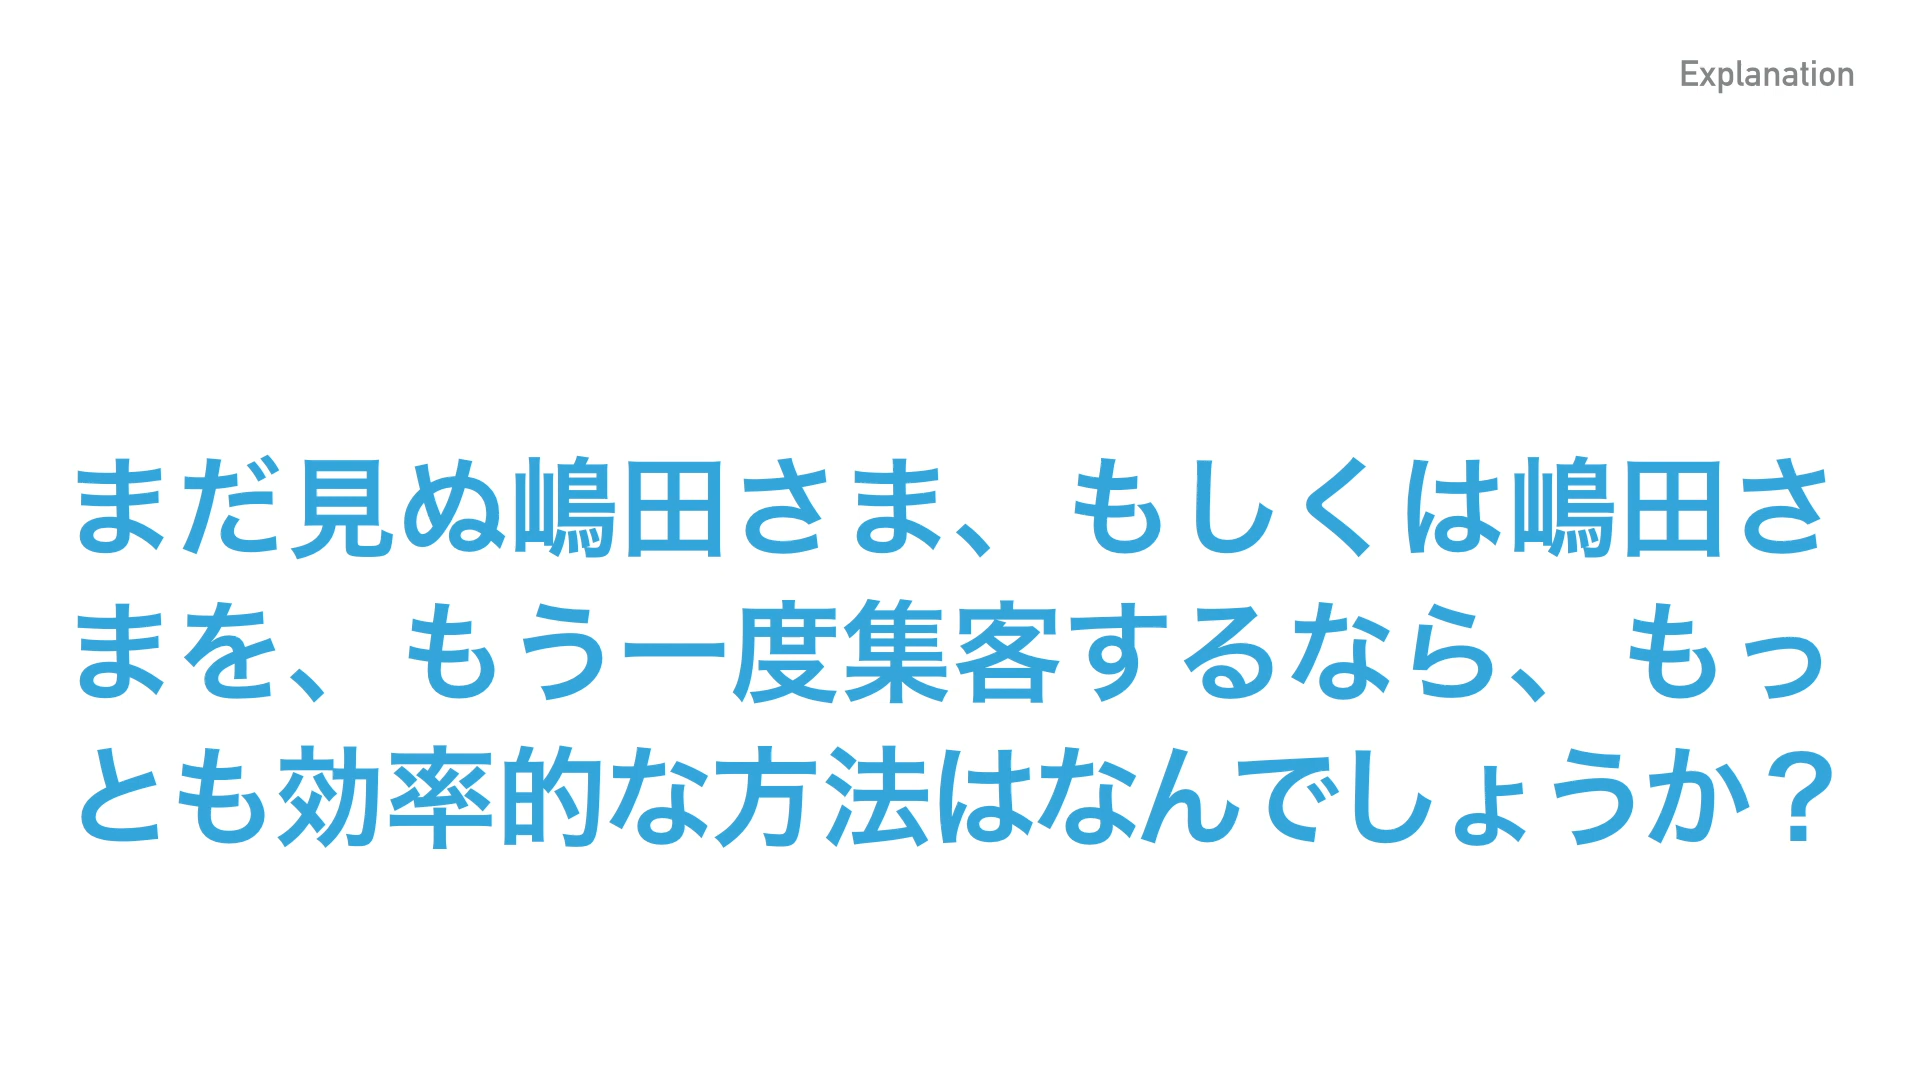 Explanation
まだ見ぬ嶋田さま、もしくは嶋田さ
まを、もう一度集客するなら、もっ
とも効率的な方法はなんでしょうか？